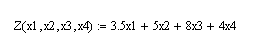 Z(x1,x2,x3,x4) := 3.5x1 + 5x2 + 8x3 + 4x4